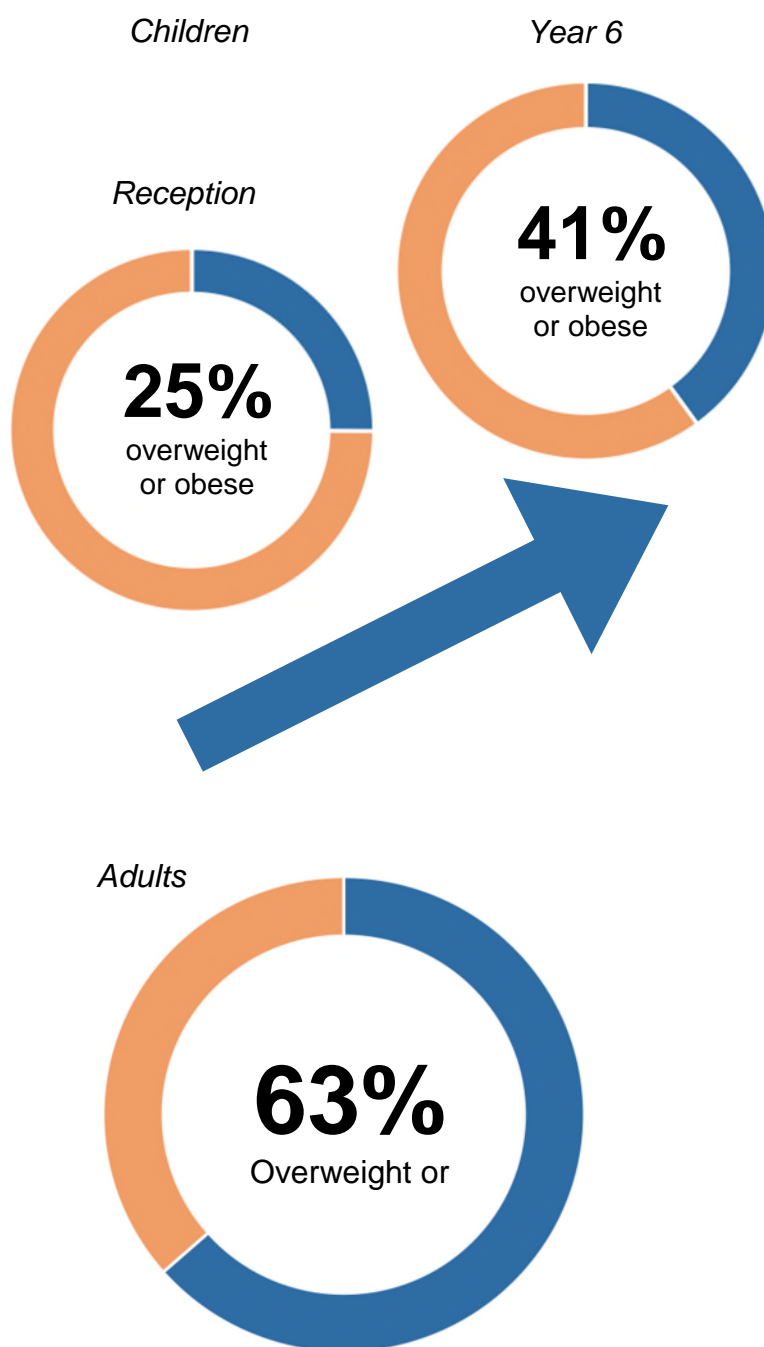 Children
Year 6
Reception
41%
overweight
or obese
25%
overweight
or obese
Adults
63%
Overweight or